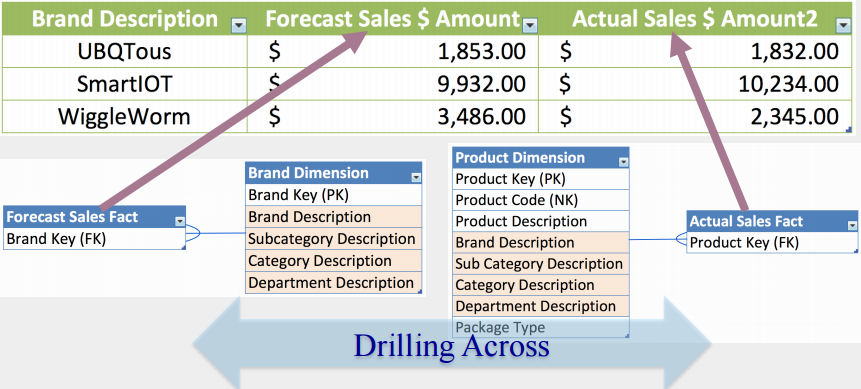 Brand Description Forecast Sales $ Amount Actual Sales $ Amount2
UBQTous $ 1,853.00 $ 1,832.00
SmartIOT $ 9,932.00 $ 10,234.00
WiggleWorm $ 3,486.00 $ 2,345.00
Forecast Sales Fact
Brand Key (FK)
Brand Dimension
Brand Key (PK)
Brand Description
Subcategory Description
Category Description
Department Description
Product Dimension
Product Key (PK)
Product Code (NK)
Product Description
Brand Description
Sub Category Description
Category Description
Department Description
Package Type
Actual Sales Fact
Product Key (FK)
Drilling Across